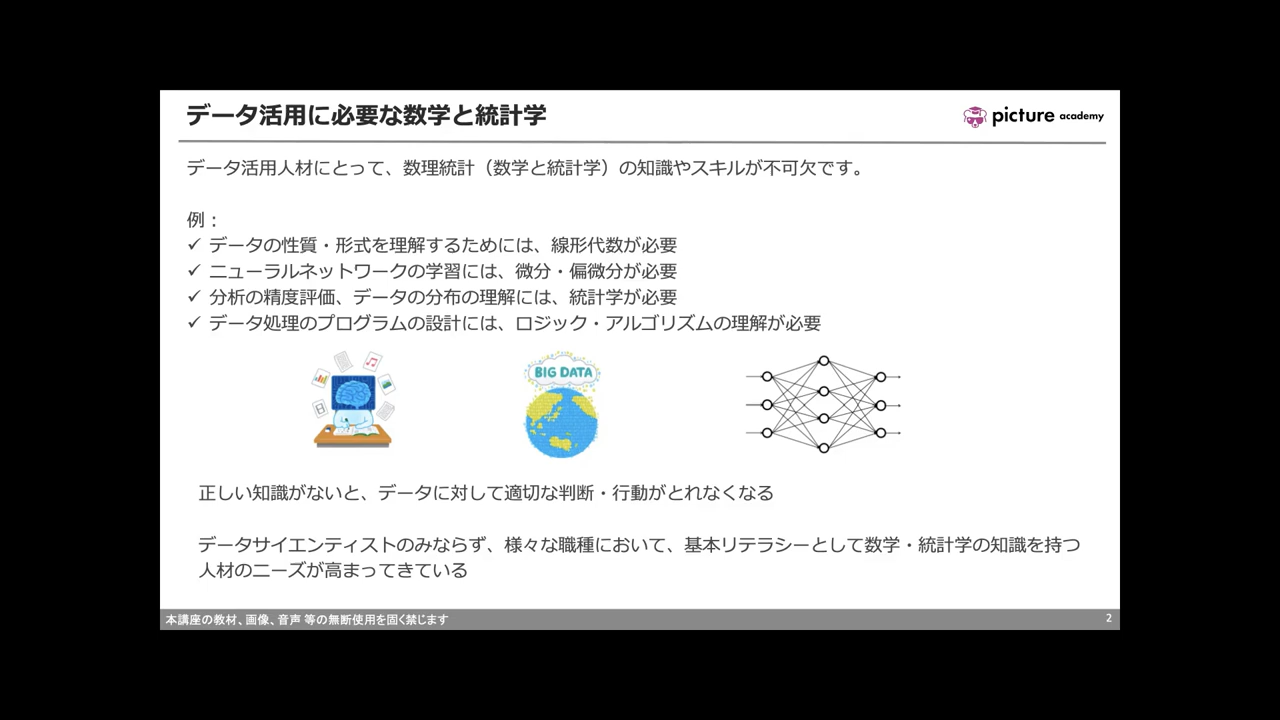 データ活用に必要な数学と統計学
picture academy
データ活用人材にとって、数理統計（数学と統計学）の知識やスキルが不可欠です。
例：
✓ データの性質・形式を理解するためには、線形代数が必要
✓ ニューラルネットワークの学習には、微分・偏微分が必要
✓ 分析の精度評価、データの分布の理解には、統計学が必要
✓ データ処理のプログラムの設計には、ロジック・アルゴリズムの理解が必要
BIG DATA
正しい知識がないと、データに対して適切な判断・行動がとれなくなる
データサイエンティストのみならず、様々な職種において、基本リテラシーとして数学・統計学の知識を持つ
人材のニーズが高まってきている
本講座の教材、画像、音声 等の無断使用を固く禁じます
2